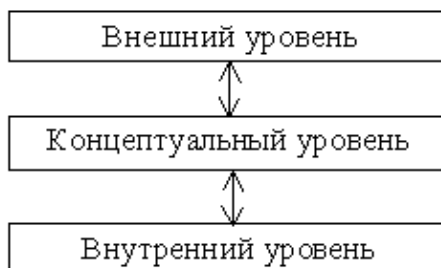 Внешний уровень
Концептуальный уровень
Внутренний уровень